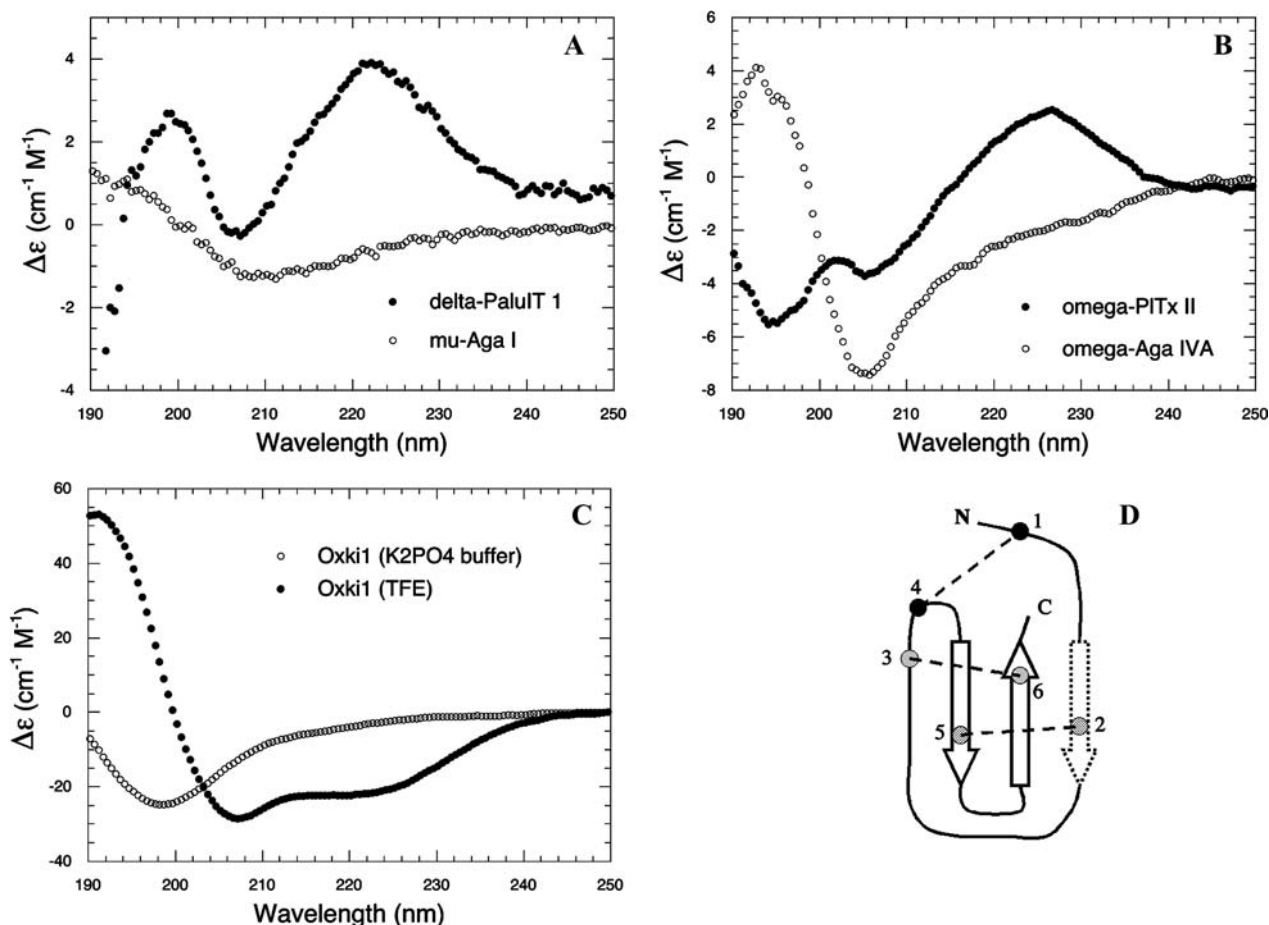 A
4
2
0
-2
-4
Δε (cm⁻¹ M⁻¹)
delta-PaluIT 1
mu-Aga I
190 200 210 220 230 240 250
Wavelength (nm)
B
6
4
2
0
-2
-4
-6
-8
Δε (cm⁻¹ M⁻¹)
omega-PlTx II
omega-Aga IVA
190 200 210 220 230 240 250
Wavelength (nm)
C
60
40
20
0
-20
-40
Δε (cm⁻¹ M⁻¹)
Oxki1 (K2PO4 buffer)
Oxki1 (TFE)
190 200 210 220 230 240 250
Wavelength (nm)
D
N
1
4
C
3
6
5
2